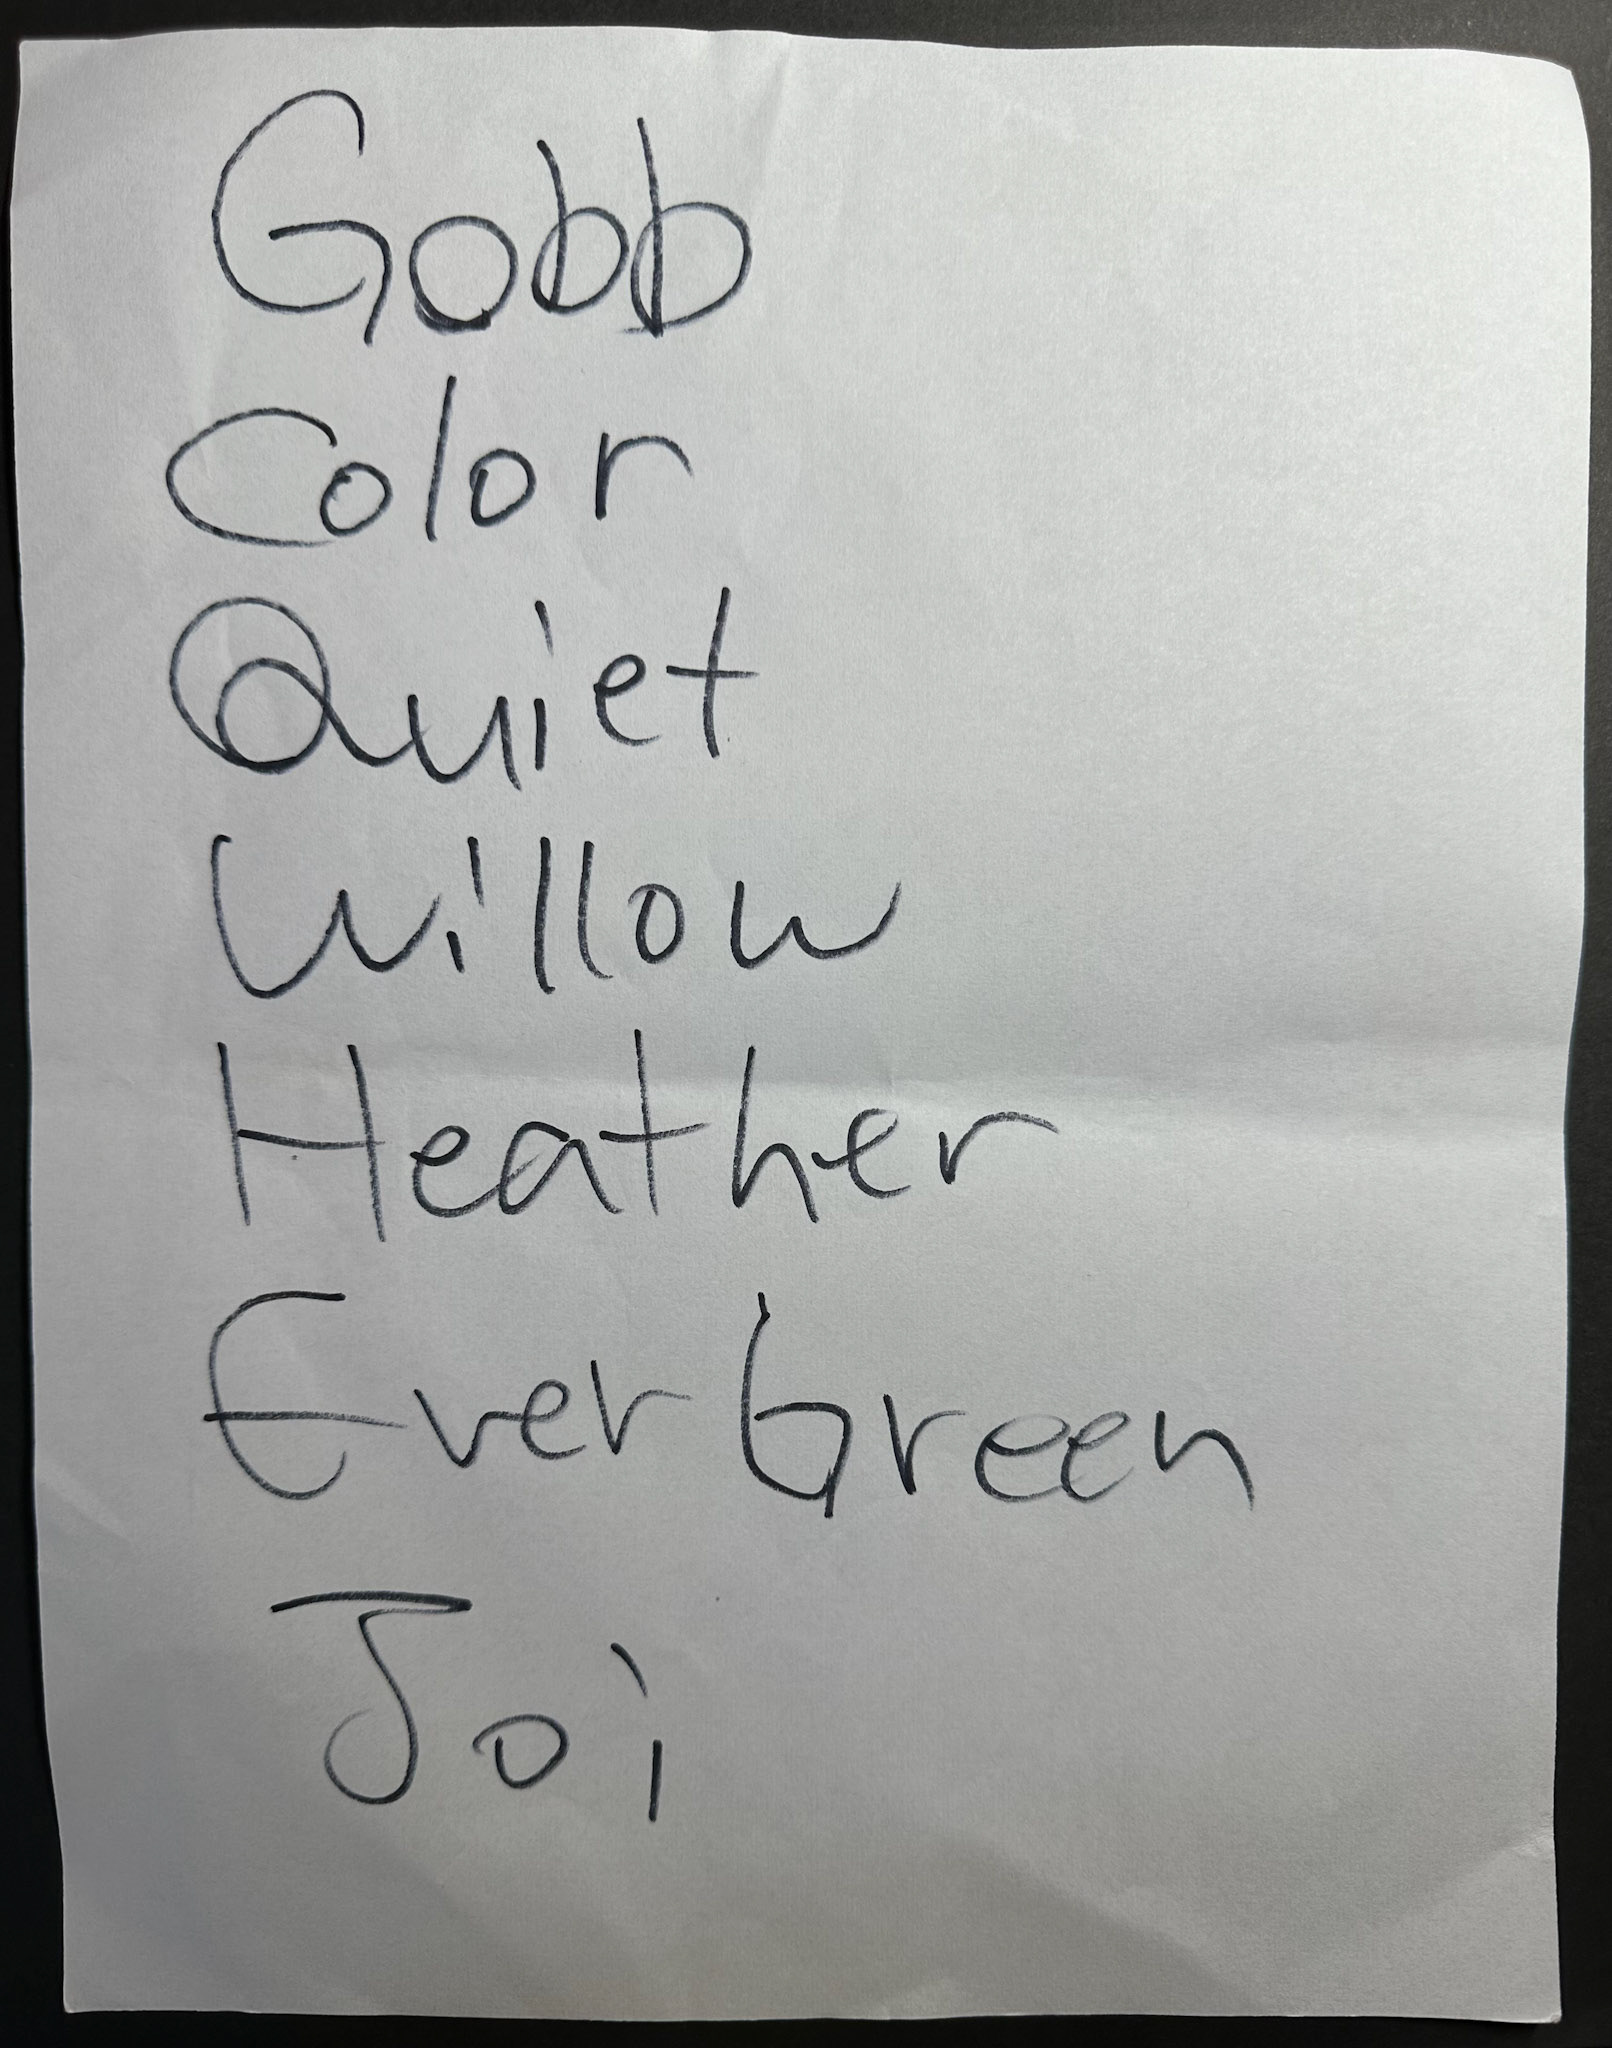 Gobb
Color
Quiet
Willow
Heather
EverGreen
Joi